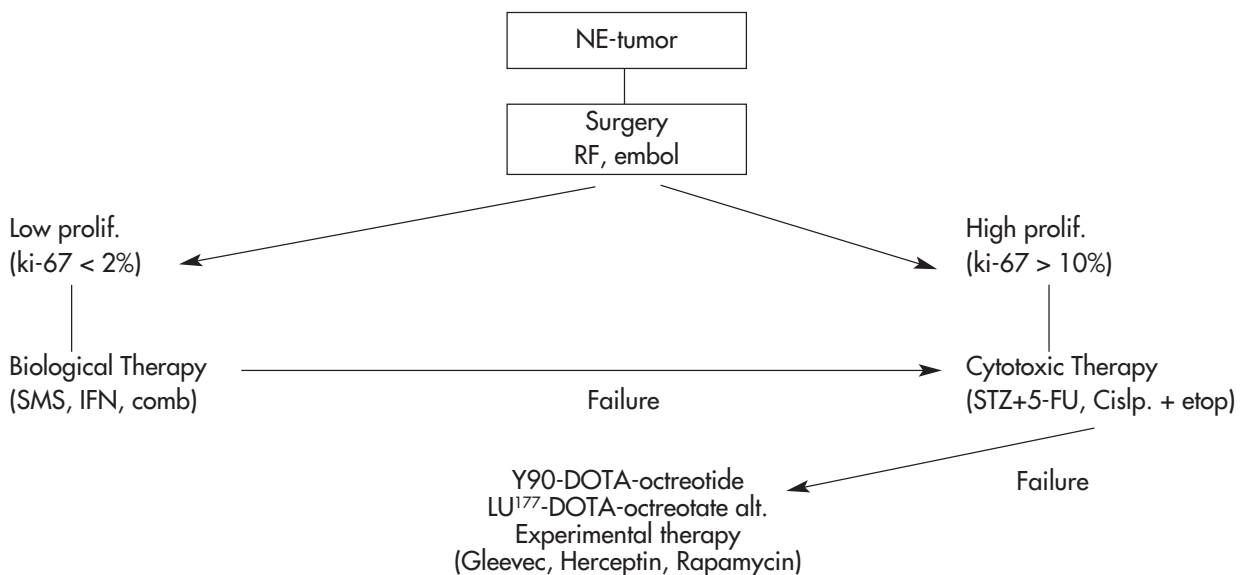 NE-tumor
Surgery
RF, embol
Low prolif.
(ki-67 < 2%)
High prolif.
(ki-67 > 10%)
Biological Therapy
(SMS, IFN, comb)
Failure
Cytotoxic Therapy
(STZ+5-FU, Cislp. + etop)
Failure
Y90-DOTA-octreotide
LU¹⁷⁷-DOTA-octreotate alt.
Experimental therapy
(Gleevec, Herceptin, Rapamycin)